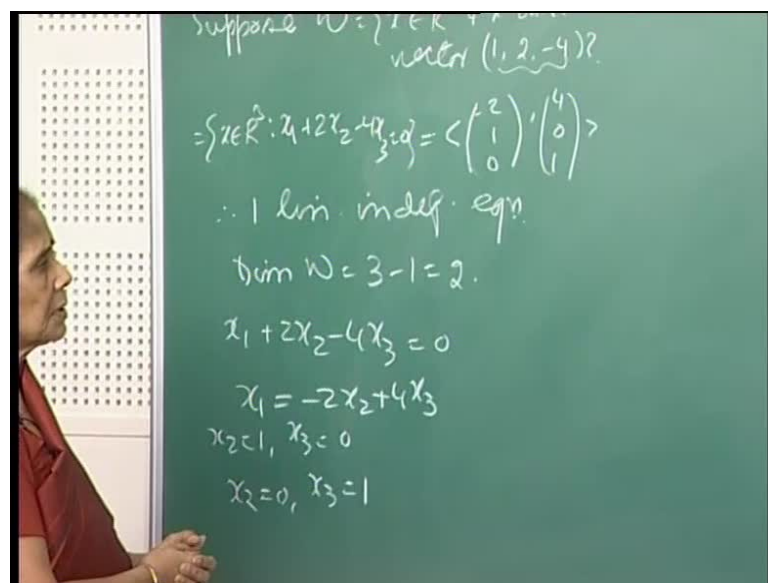 Suppose W = {x ∈ R
vector (1, 2, -4)?
= {x ∈ R³ : x₁ + 2x₂ - 4x₃ = 0} = < (-2 1 0), (4 0 1) >
∴ 1 lin. indep. eqn.
Dim W = 3 - 1 = 2.
x₁ + 2x₂ - 4x₃ = 0
x₁ = -2x₂ + 4x₃
x₂ = 1, x₃ = 0
x₂ = 0, x₃ = 1